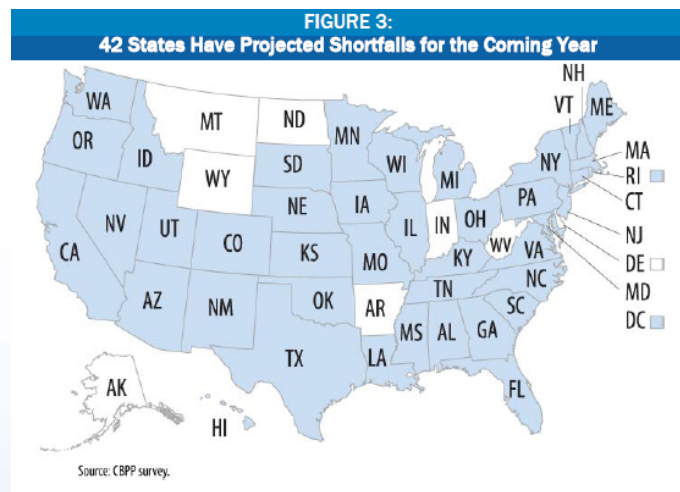 FIGURE 3:
42 States Have Projected Shortfalls for the Coming Year
NH
VT
ME
WA
MT
ND
MN
OR
ID
SD
WI
NY
MA
WY
MI
RI
PA
CT
NE
IA
NV
UT
IL
IN
OH
NJ
CA
CO
KS
MO
KY
WV
VA
DE
NC
MD
TN
AZ
NM
OK
AR
SC
DC
MS
AL
GA
TX
LA
AK
FL
HI
Source: CBPP survey.